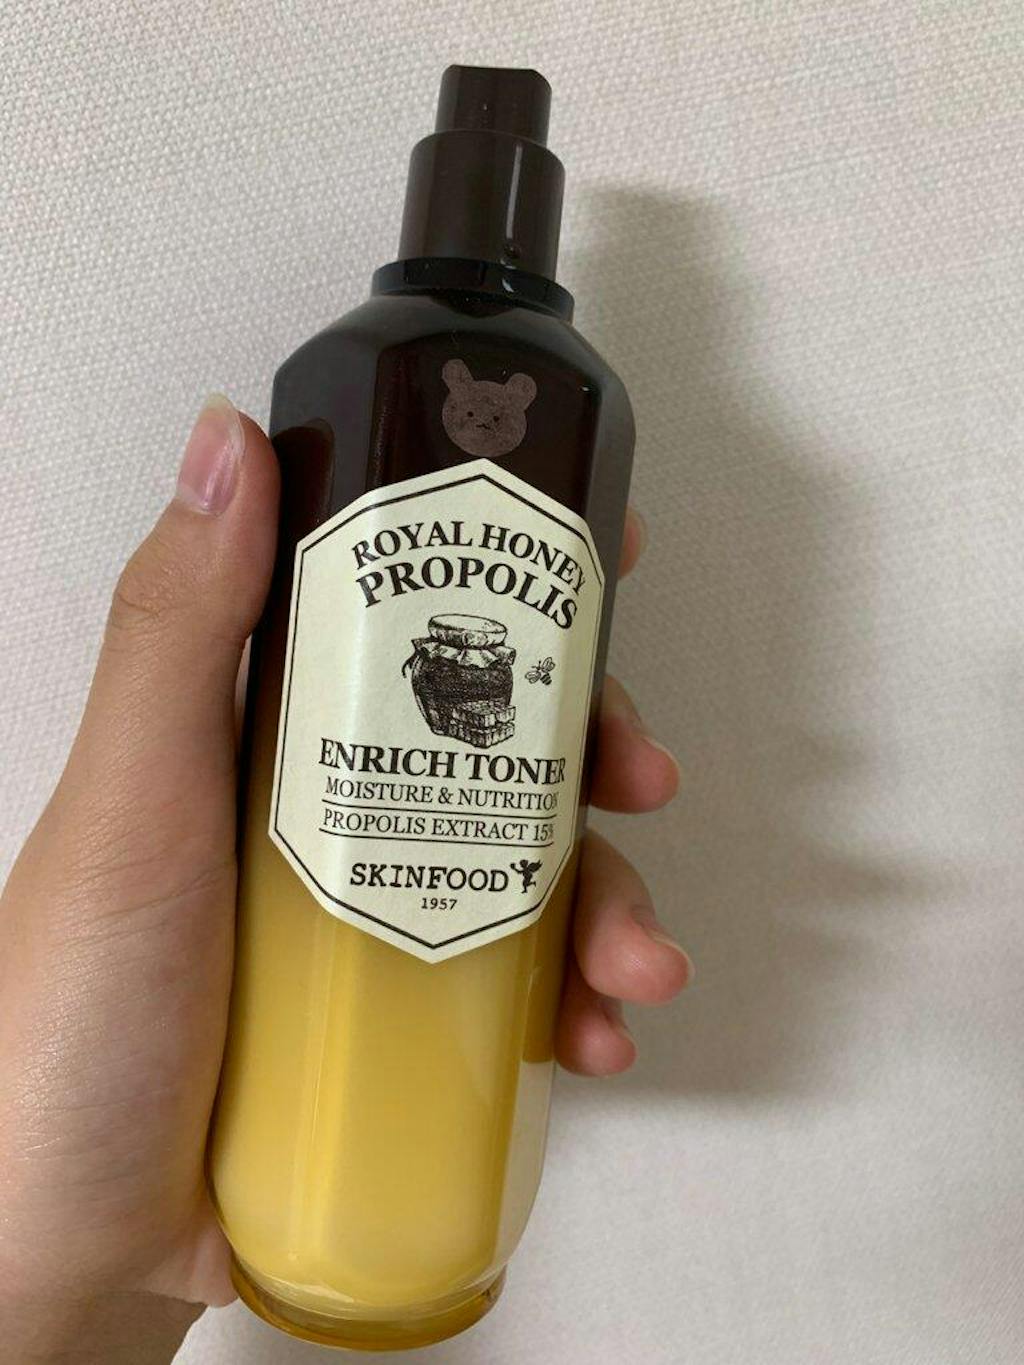 ROYAL HONEY
PROPOLIS
ENRICH TONER
MOISTURE & NUTRITION
PROPOLIS EXTRACT 15%
SKINFOOD
1957